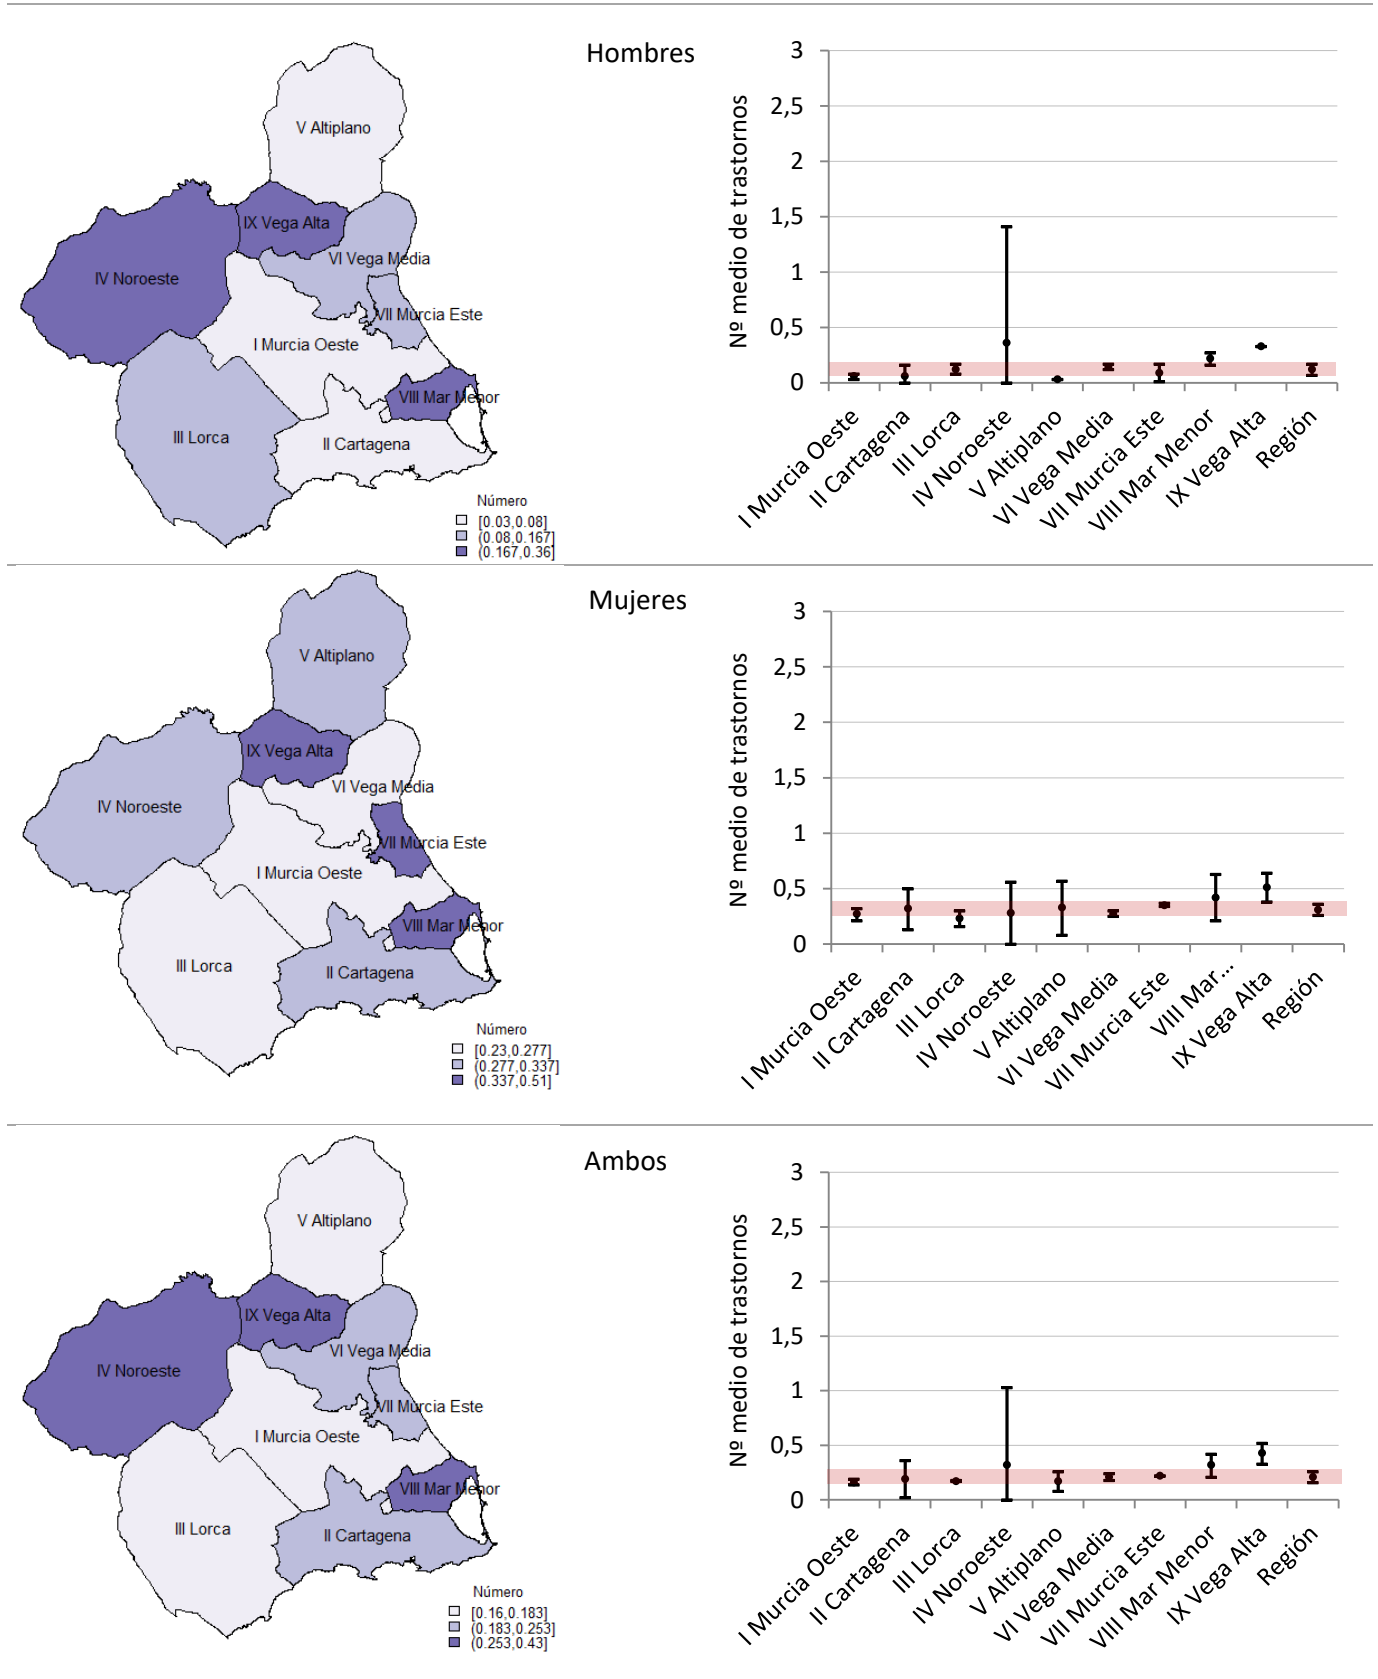 Hombres
V Altiplano
IX Vega Alta
VI Vega Media
IV Noroeste
VII Murcia Este
I Murcia Oeste
VIII Mar Menor
III Lorca
II Cartagena
Número
[0.03,0.08]
(0.08,0.167]
(0.167,0.36]
Nº medio de trastornos
3
2,5
2
1,5
1
0,5
0
I Murcia Oeste
II Cartagena
III Lorca
IV Noroeste
V Altiplano
VI Vega Media
VII Murcia Este
VIII Mar Menor
IX Vega Alta
Región
Mujeres
V Altiplano
IX Vega Alta
VI Vega Media
IV Noroeste
VII Murcia Este
I Murcia Oeste
VIII Mar Menor
III Lorca
II Cartagena
Número
[0.23,0.277]
(0.277,0.337]
(0.337,0.51]
Nº medio de trastornos
3
2,5
2
1,5
1
0,5
0
I Murcia Oeste
II Cartagena
III Lorca
IV Noroeste
V Altiplano
VI Vega Media
VII Murcia Este
VIII Mar...
IX Vega Alta
Región
Ambos
V Altiplano
IX Vega Alta
VI Vega Media
IV Noroeste
VII Murcia Este
I Murcia Oeste
VIII Mar Menor
III Lorca
II Cartagena
Número
[0.16,0.183]
(0.183,0.253]
(0.253,0.43]
Nº medio de trastornos
3
2,5
2
1,5
1
0,5
0
I Murcia Oeste
II Cartagena
III Lorca
IV Noroeste
V Altiplano
VI Vega Media
VII Murcia Este
VIII Mar Menor
IX Vega Alta
Región